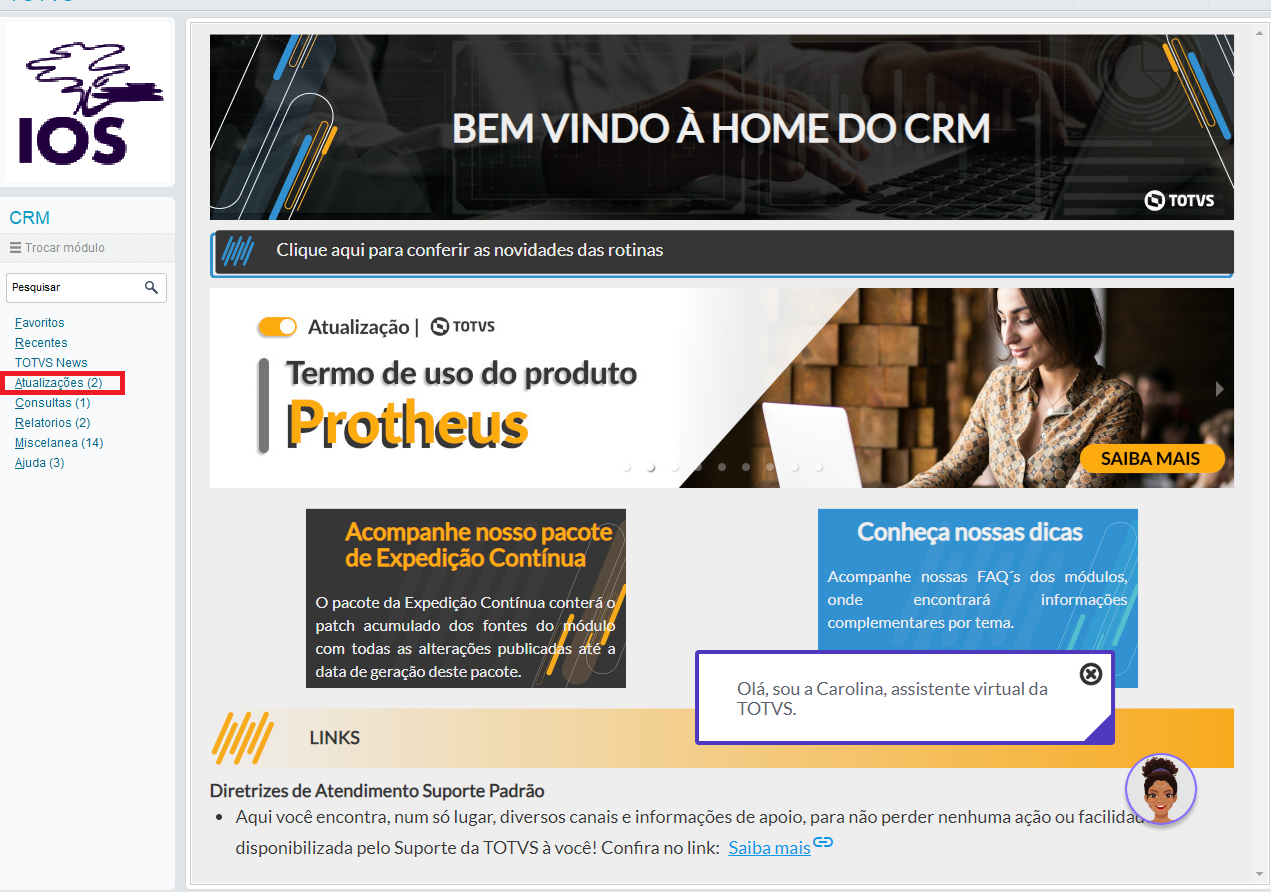 IOS
CRM
Trocar módulo
Pesquisar
Favoritos
Recentes
TOTVS News
Atualizações (2)
Consultas (1)
Relatorios (2)
Miscelanea (14)
Ajuda (3)
BEM VINDO À HOME DO CRM
TOTVS
Clique aqui para conferir as novidades das rotinas
Atualização | TOTVS
Termo de uso do produto
Protheus
SAIBA MAIS
Acompanhe nosso pacote
de Expedição Contínua
O pacote da Expedição Contínua conterá o
patch acumulado dos fontes do módulo
com todas as alterações publicadas até a
data de geração deste pacote.
Conheça nossas dicas
Acompanhe nossas FAQ´s dos módulos,
onde encontrará informações
complementares por tema.
Olá, sou a Carolina, assistente virtual da
TOTVS.
LINKS
Diretrizes de Atendimento Suporte Padrão
Aqui você encontra, num só lugar, diversos canais e informações de apoio, para não perder nenhuma ação ou facilidad
disponibilizada pelo Suporte da TOTVS à você! Confira no link: Saiba mais